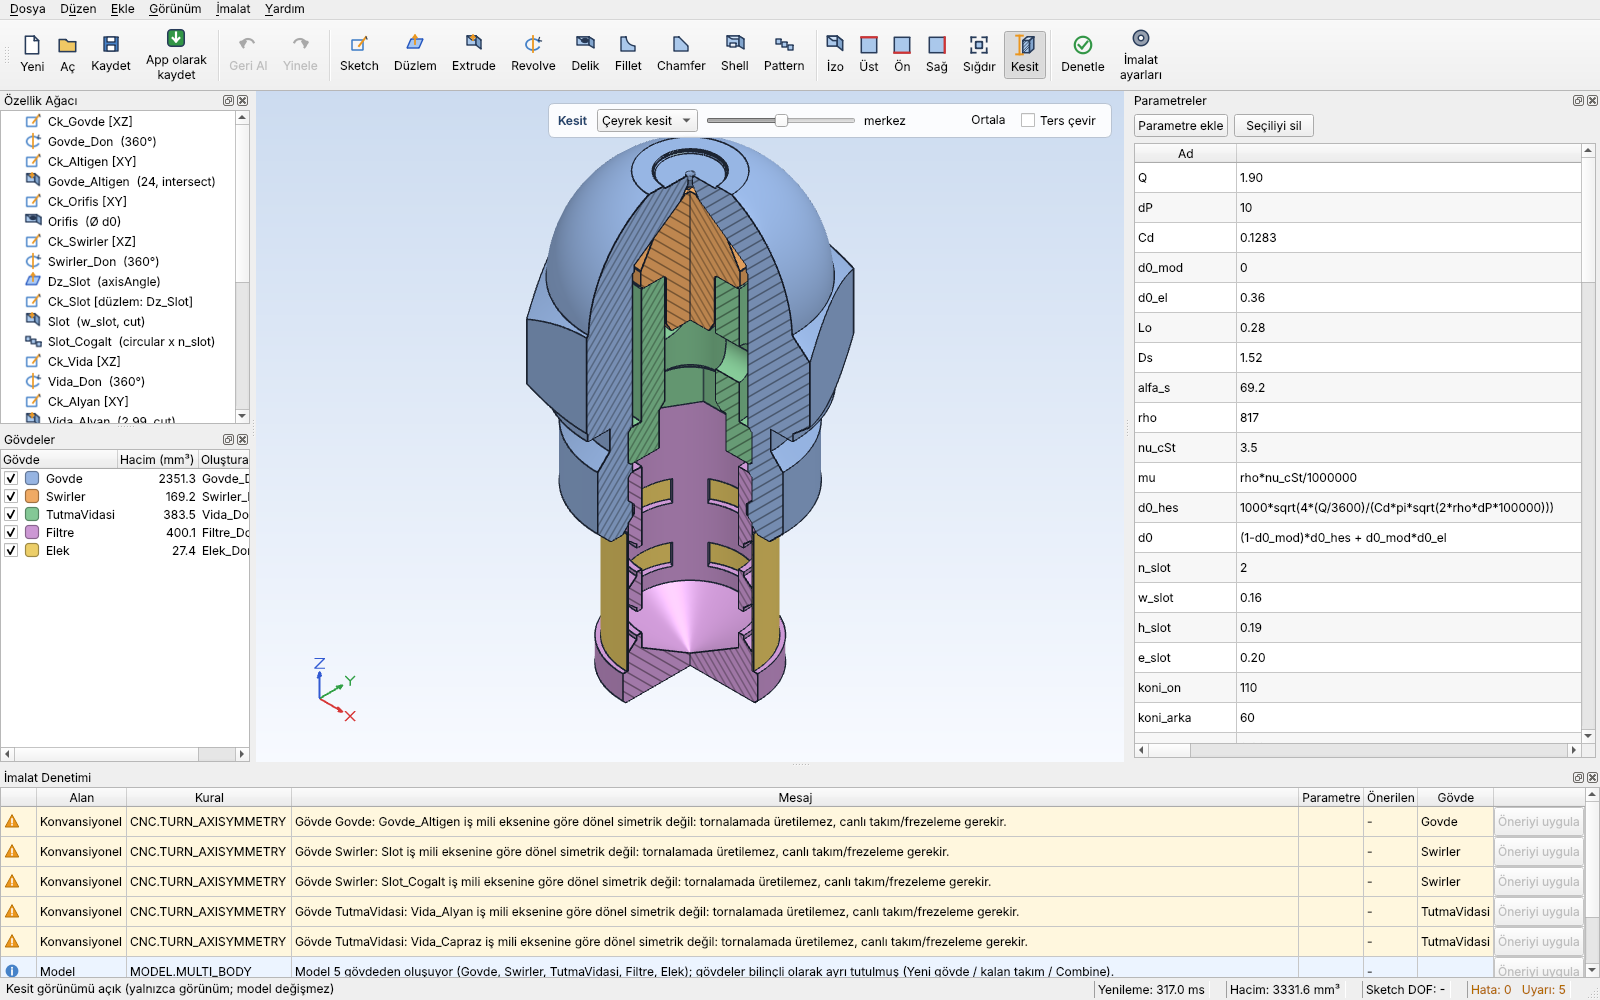 Dosya Düzen Ekle Görünüm İmalat Yardım
Yeni Aç Kaydet App olarak kaydet Geri Al Yinele Sketch Düzlem Extrude Revolve Delik Fillet Chamfer Shell Pattern İzo Üst Ön Sağ Sığdır Kesit Denetle İmalat ayarları
Özellik Ağacı
Ck_Govde [XZ]
Govde_Don (360°)
Ck_Altigen [XY]
Govde_Altigen (24, intersect)
Ck_Orifis [XY]
Orifis (Ø d0)
Ck_Swirler [XZ]
Swirler_Don (360°)
Dz_Slot (axisAngle)
Ck_Slot [düzlem: Dz_Slot]
Slot (w_slot, cut)
Slot_Cogalt (circular x n_slot)
Ck_Vida [XZ]
Vida_Don (360°)
Ck_Alyan [XY]
Vida_Alyan (2.99, cut)
Gövdeler
Gövde Hacim (mm³) Oluştura
Govde 2351.3 Govde_D
Swirler 169.2 Swirler_
TutmaVidasi 383.5 Vida_Do
Filtre 400.1 Filtre_Do
Elek 27.4 Elek_Do
Kesit Çeyrek kesit merkez Ortala Ters çevir
Z
Y
X
Parametreler
Parametre ekle Seçiliyi sil
Ad
Q 1.90
dP 10
Cd 0.1283
d0_mod 0
d0_el 0.36
Lo 0.28
Ds 1.52
alfa_s 69.2
rho 817
nu_cSt 3.5
mu rho*nu_cSt/1000000
d0_hes 1000*sqrt(4*(Q/3600)/(Cd*pi*sqrt(2*rho*dP*100000)))
d0 (1-d0_mod)*d0_hes + d0_mod*d0_el
n_slot 2
w_slot 0.16
h_slot 0.19
e_slot 0.20
koni_on 110
koni_arka 60
İmalat Denetimi
Alan Kural Mesaj Parametre Önerilen Gövde
Konvansiyonel CNC.TURN_AXISYMMETRY Gövde Govde: Govde_Altigen iş mili eksenine göre dönel simetrik değil: tornalamada üretilemez, canlı takım/frezeleme gerekir. - Govde Öneriyi uygula
Konvansiyonel CNC.TURN_AXISYMMETRY Gövde Swirler: Slot iş mili eksenine göre dönel simetrik değil: tornalamada üretilemez, canlı takım/frezeleme gerekir. - Swirler Öneriyi uygula
Konvansiyonel CNC.TURN_AXISYMMETRY Gövde Swirler: Slot_Cogalt iş mili eksenine göre dönel simetrik değil: tornalamada üretilemez, canlı takım/frezeleme gerekir. - Swirler Öneriyi uygula
Konvansiyonel CNC.TURN_AXISYMMETRY Gövde TutmaVidasi: Vida_Alyan iş mili eksenine göre dönel simetrik değil: tornalamada üretilemez, canlı takım/frezeleme gerekir. - TutmaVidasi Öneriyi uygula
Konvansiyonel CNC.TURN_AXISYMMETRY Gövde TutmaVidasi: Vida_Capraz iş mili eksenine göre dönel simetrik değil: tornalamada üretilemez, canlı takım/frezeleme gerekir. - TutmaVidasi Öneriyi uygula
Model MODEL.MULTI_BODY Model 5 gövdeden oluşuyor (Govde, Swirler, TutmaVidasi, Filtre, Elek); gövdeler bilinçli olarak ayrı tutulmuş (Yeni gövde / kalan takım / Combine). - Öneriyi uygula
Kesit görünümü açık (yalnızca görünüm; model değişmez) Yenileme: 317.0 ms Hacim: 3331.6 mm³ Sketch DOF: - Hata: 0 Uyarı: 5